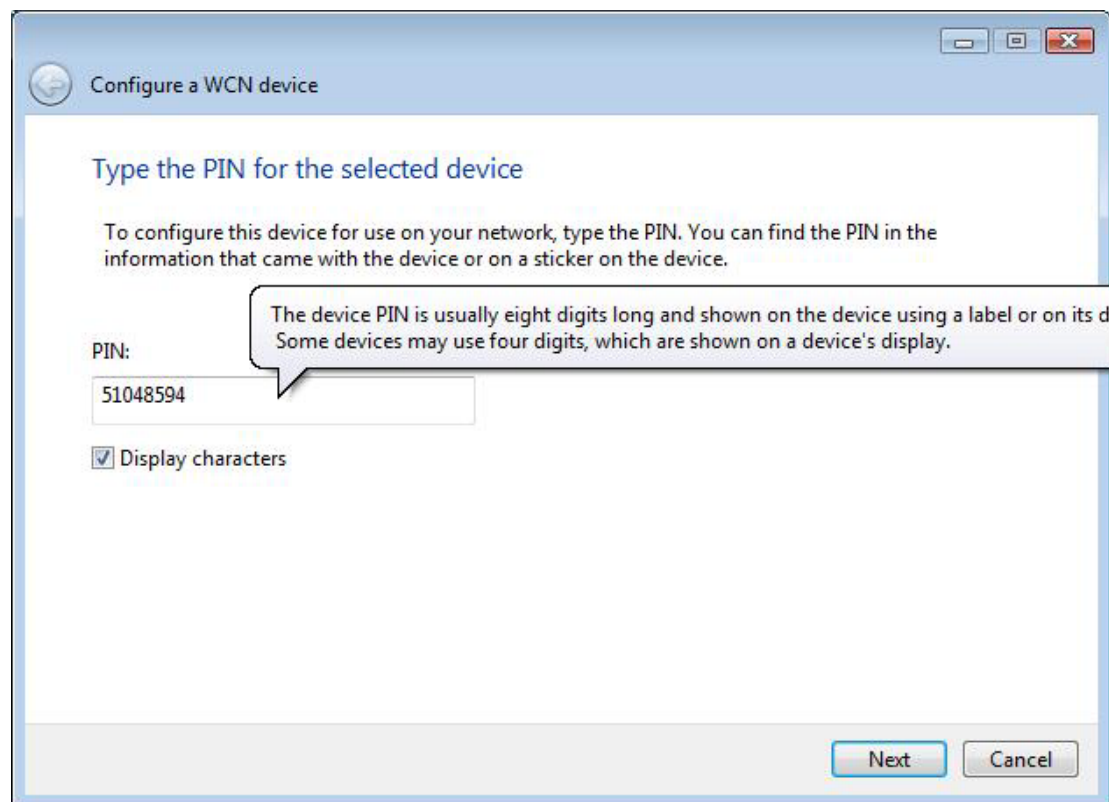 Configure a WCN device
Type the PIN for the selected device
To configure this device for use on your network, type the PIN. You can find the PIN in the
information that came with the device or on a sticker on the device.
The device PIN is usually eight digits long and shown on the device using a label or on its d
Some devices may use four digits, which are shown on a device's display.
PIN:
51048594
Display characters
Next
Cancel